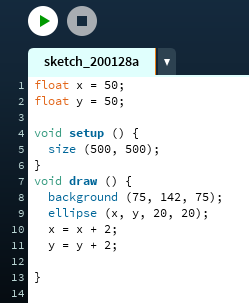 sketch_200128a
1 float x = 50;
2 float y = 50;
3
4 void setup () {
5   size (500, 500);
6 }
7 void draw () {
8   background (75, 142, 75);
9   ellipse (x, y, 20, 20);
10   x = x + 2;
11   y = y + 2;
12
13 }
14